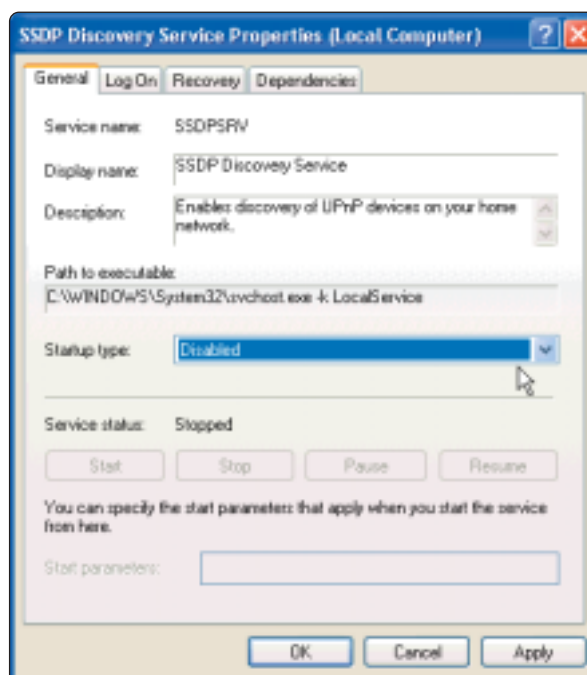 SSDP Discovery Service Properties (Local Computer)
General Log On Recovery Dependencies
Service name: SSDPSRV
Display name: SSDP Discovery Service
Description: Enables discovery of UPnP devices on your home
network.
Path to executable:
C:\WINDOWS\System32\svchost.exe -k LocalService
Startup type: Disabled
Service status: Stopped
Start Stop Pause Resume
You can specify the start parameters that apply when you start the service
from here.
Start parameters:
OK Cancel Apply